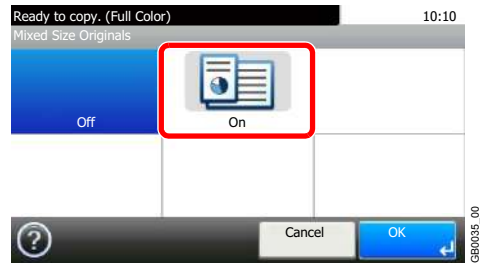 Ready to copy. (Full Color) 10:10
Mixed Size Originals
Off On
? Cancel OK
GB0035_00